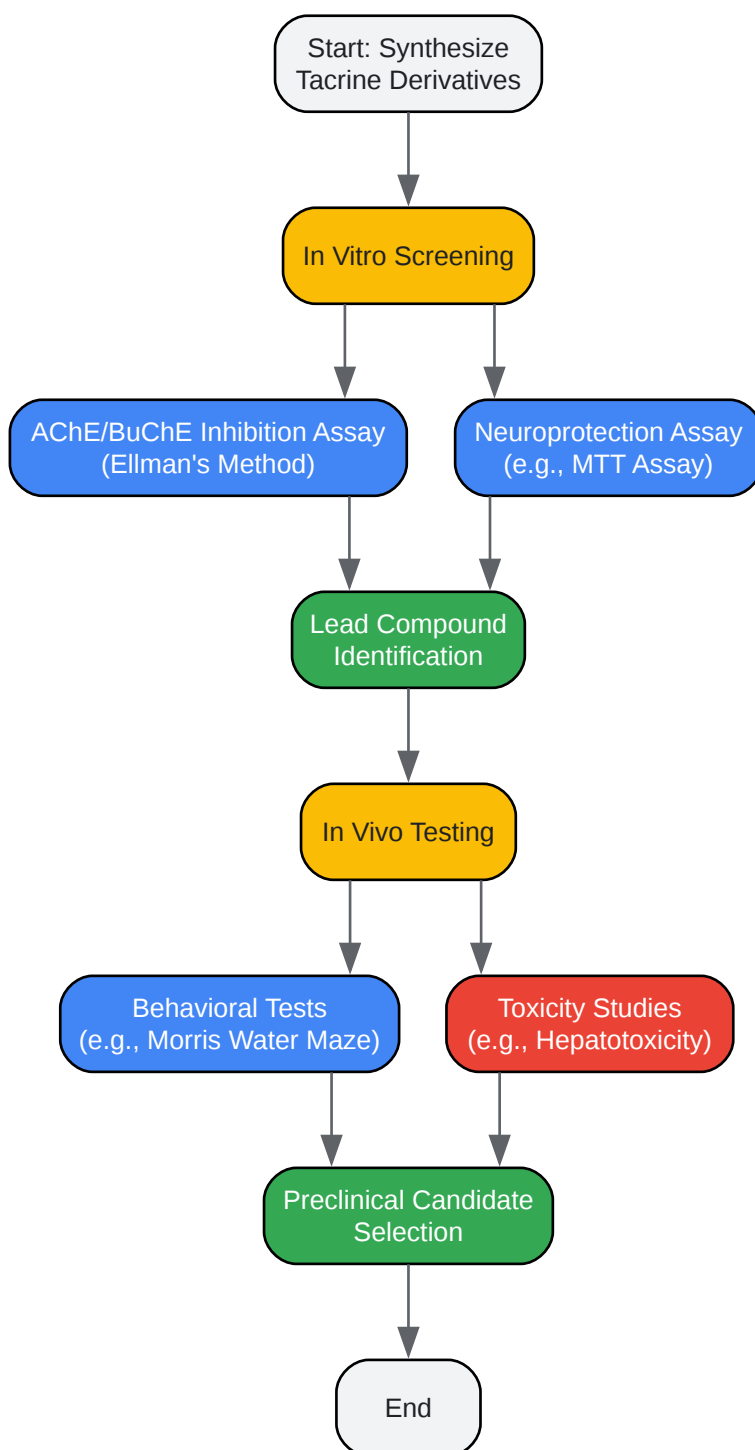 Start: Synthesize
Tacrine Derivatives
In Vitro Screening
AChE/BuChE Inhibition Assay
(Ellman's Method)
Neuroprotection Assay
(e.g., MTT Assay)
Lead Compound
Identification
In Vivo Testing
Behavioral Tests
(e.g., Morris Water Maze)
Toxicity Studies
(e.g., Hepatotoxicity)
Preclinical Candidate
Selection
End